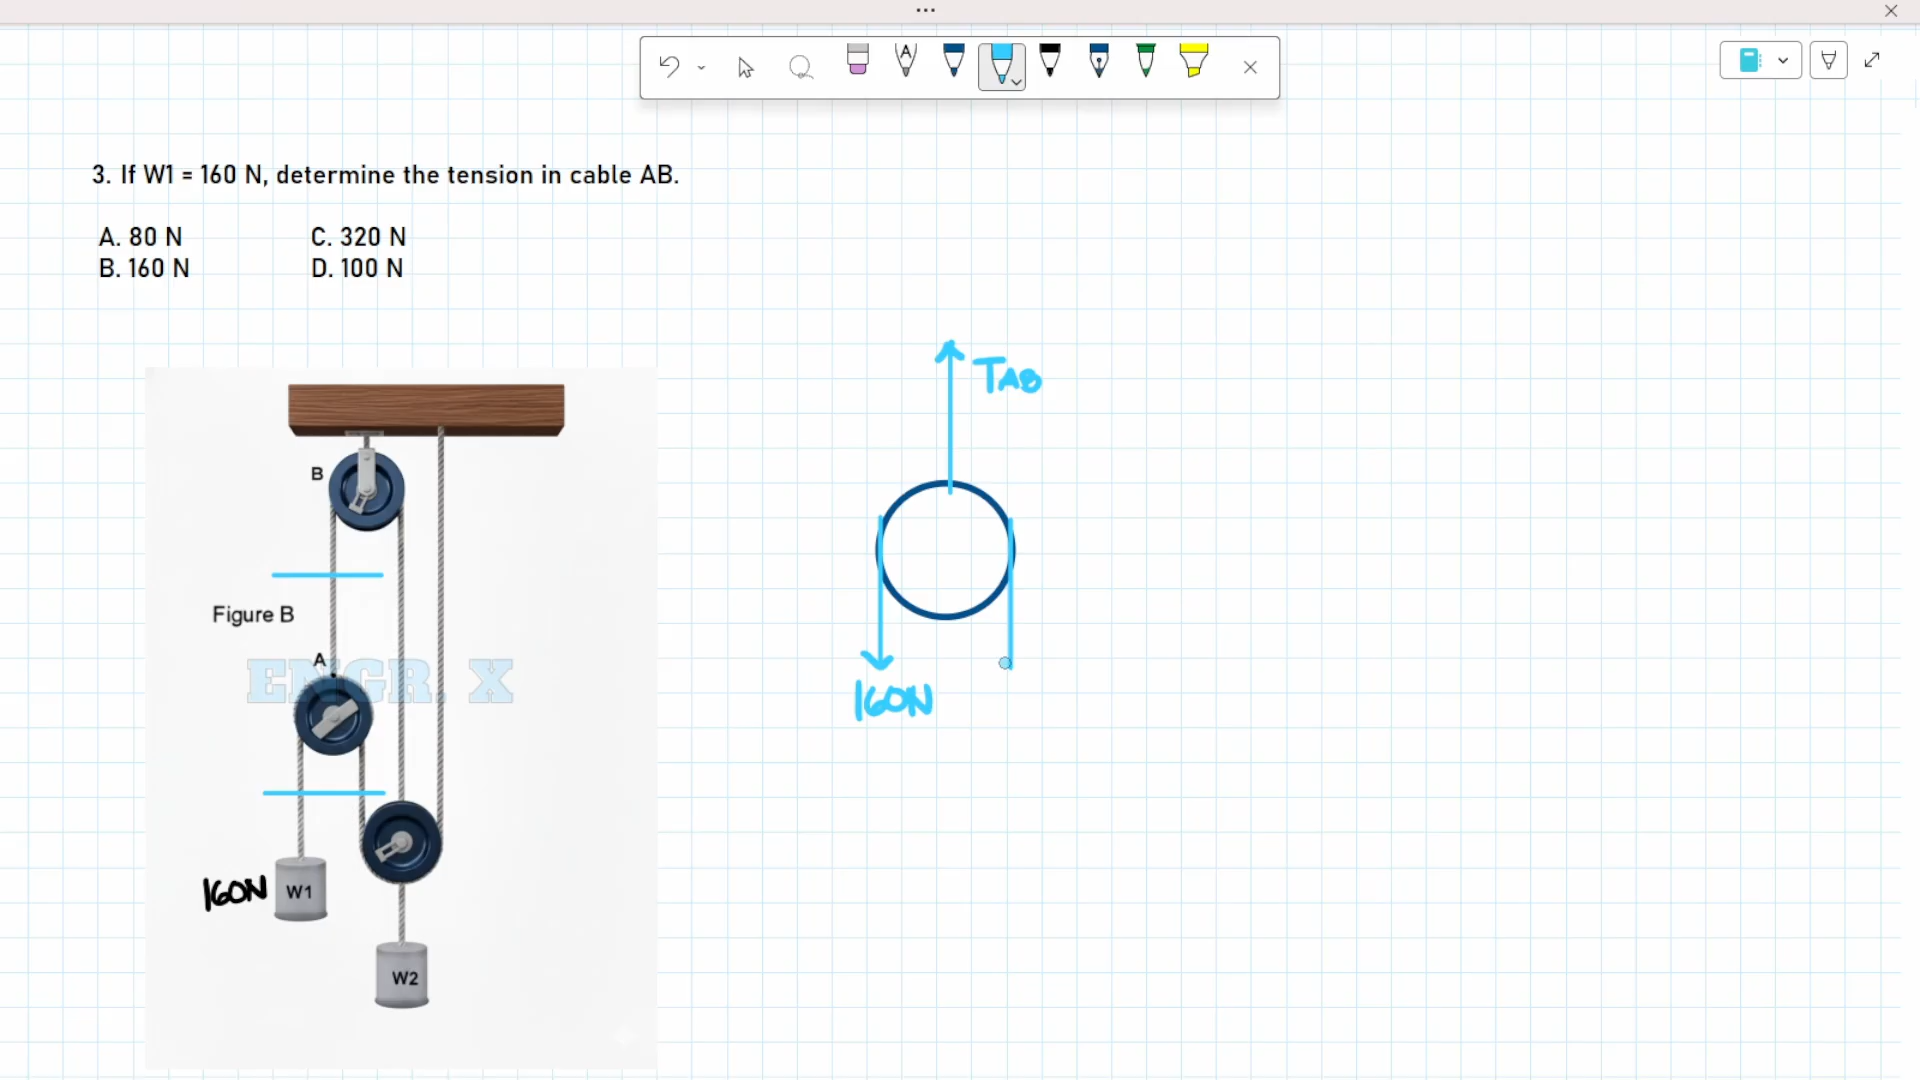 3. If W1 = 160 N, determine the tension in cable AB.
A. 80 N
C. 320 N
B. 160 N
D. 100 N
TAB
B
Figure B
A
ENGR. X
160N
160N
W1
W2